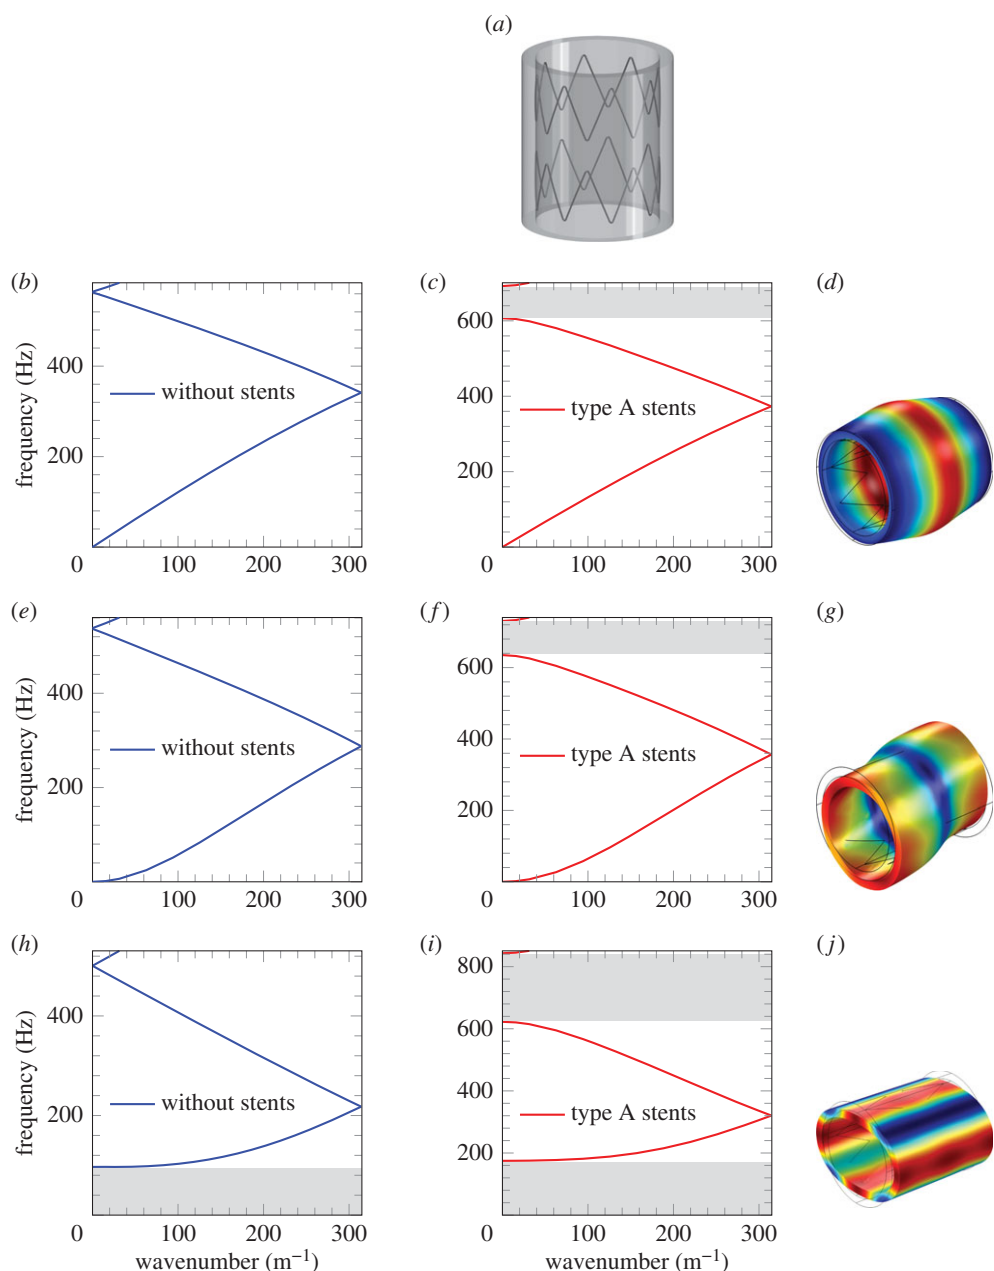 (a)
(b)
(c)
(d)
frequency (Hz)
400
200
0
without stents
100
200
300
600
400
200
0
type A stents
100
200
300
(e)
(f)
(g)
frequency (Hz)
400
200
0
without stents
100
200
300
600
400
200
0
type A stents
100
200
300
(h)
(i)
(j)
frequency (Hz)
400
200
0
without stents
100
200
300
wavenumber (m⁻¹)
800
600
400
200
0
type A stents
100
200
300
wavenumber (m⁻¹)